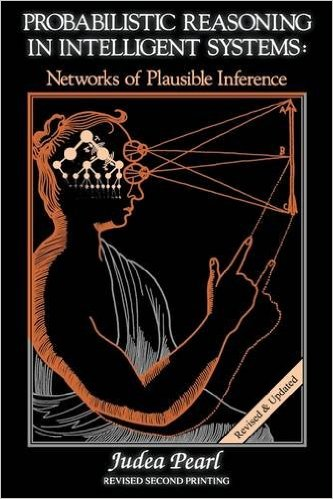 PROBABILISTIC REASONING
IN INTELLIGENT SYSTEMS:
Networks of Plausible Inference
A
B
C
Revised & Updated
Judea Pearl
REVISED SECOND PRINTING